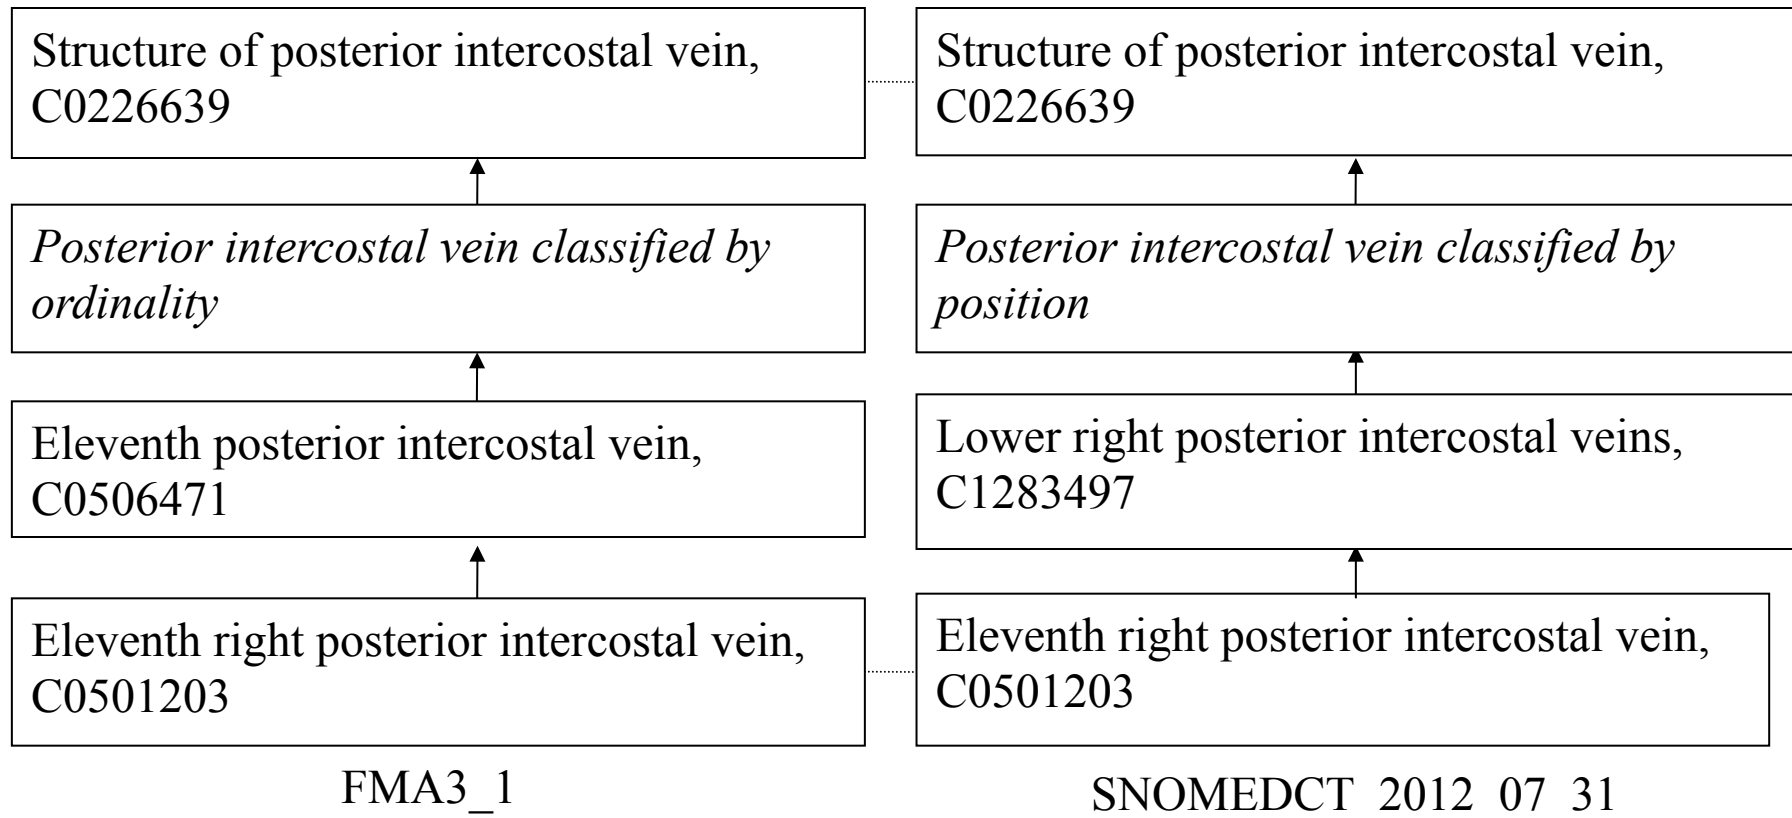 Structure of posterior intercostal vein,
C0226639
Posterior intercostal vein classified by
ordinality
Eleventh posterior intercostal vein,
C0506471
Eleventh right posterior intercostal vein,
C0501203
FMA3_1
Structure of posterior intercostal vein,
C0226639
Posterior intercostal vein classified by
position
Lower right posterior intercostal veins,
C1283497
Eleventh right posterior intercostal vein,
C0501203
SNOMEDCT 2012 07 31